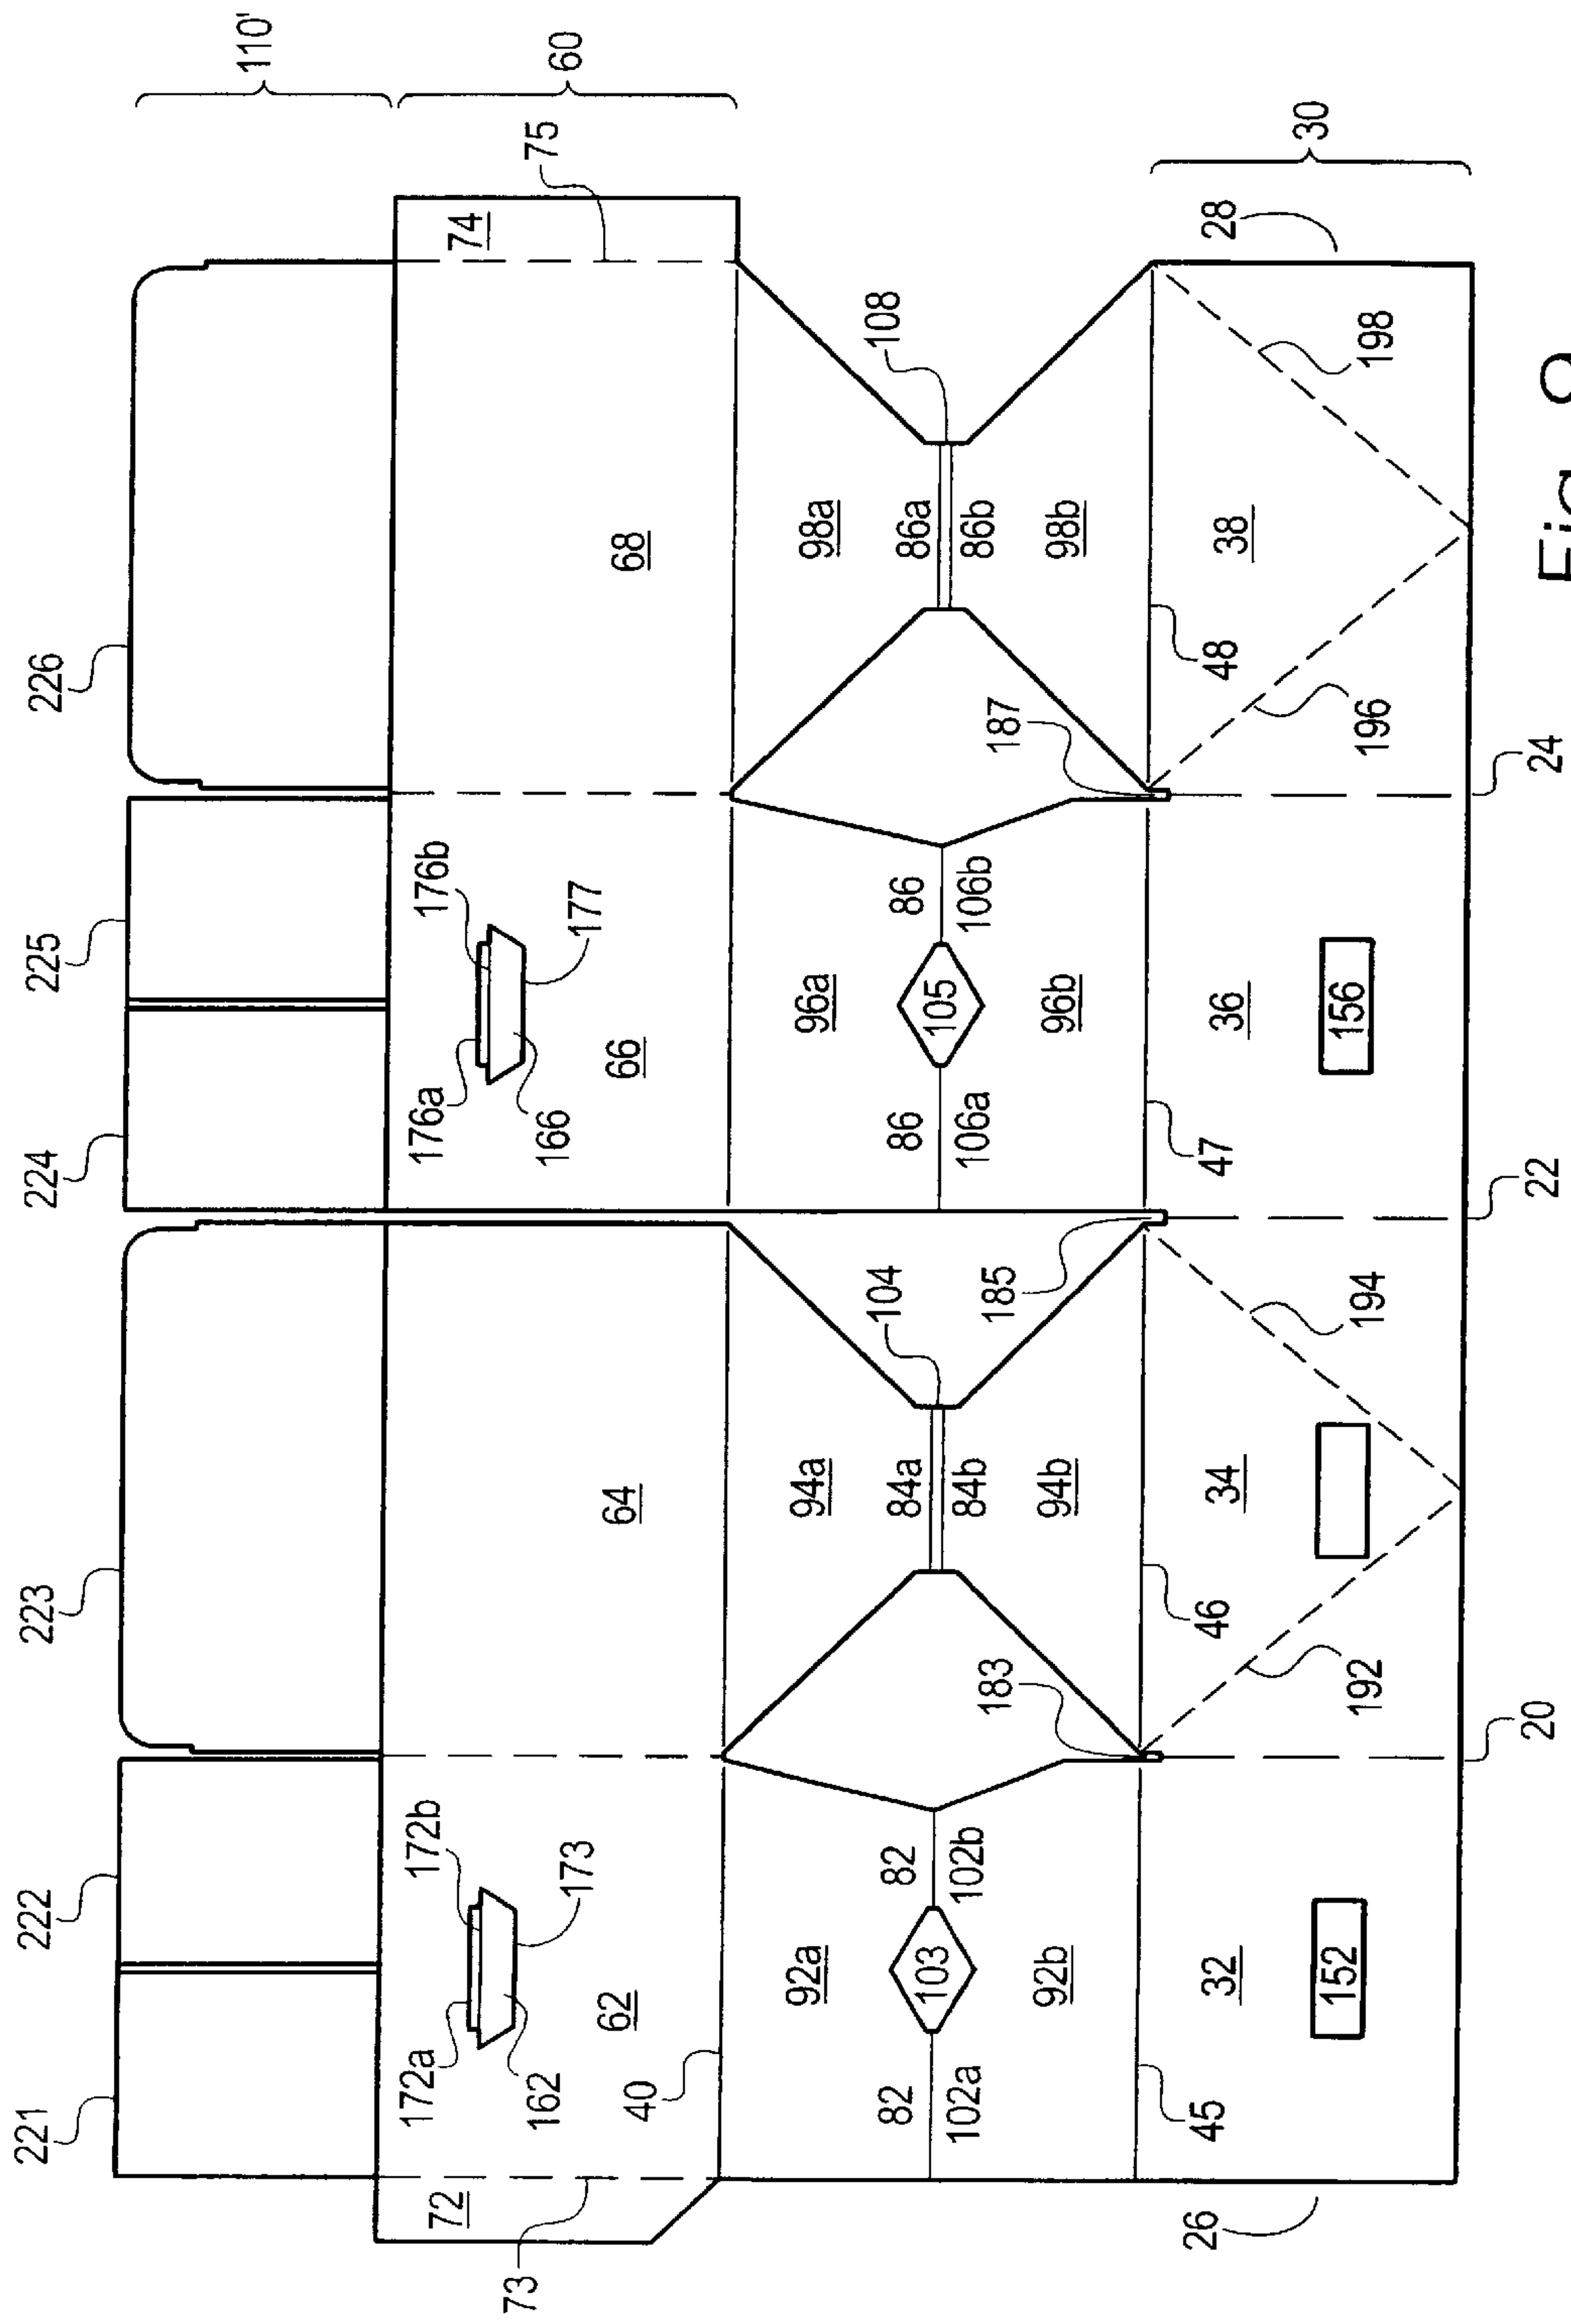 221 222 223 224 225 226
110'
72 172a 172b 176a 176b 74
73 162 173 166 177 75 60
40 62 64 66 68
92a 94a 96a 98a
82 82 84a 104 86 86 86a 108
103 105
102a 102b 84b 106a 106b 86b
183 185 187
92b 94b 96b 98b
45 32 46 34 47 36 48 38 28
26 152 192 194 156 196 198 30
20 22 24
Fig